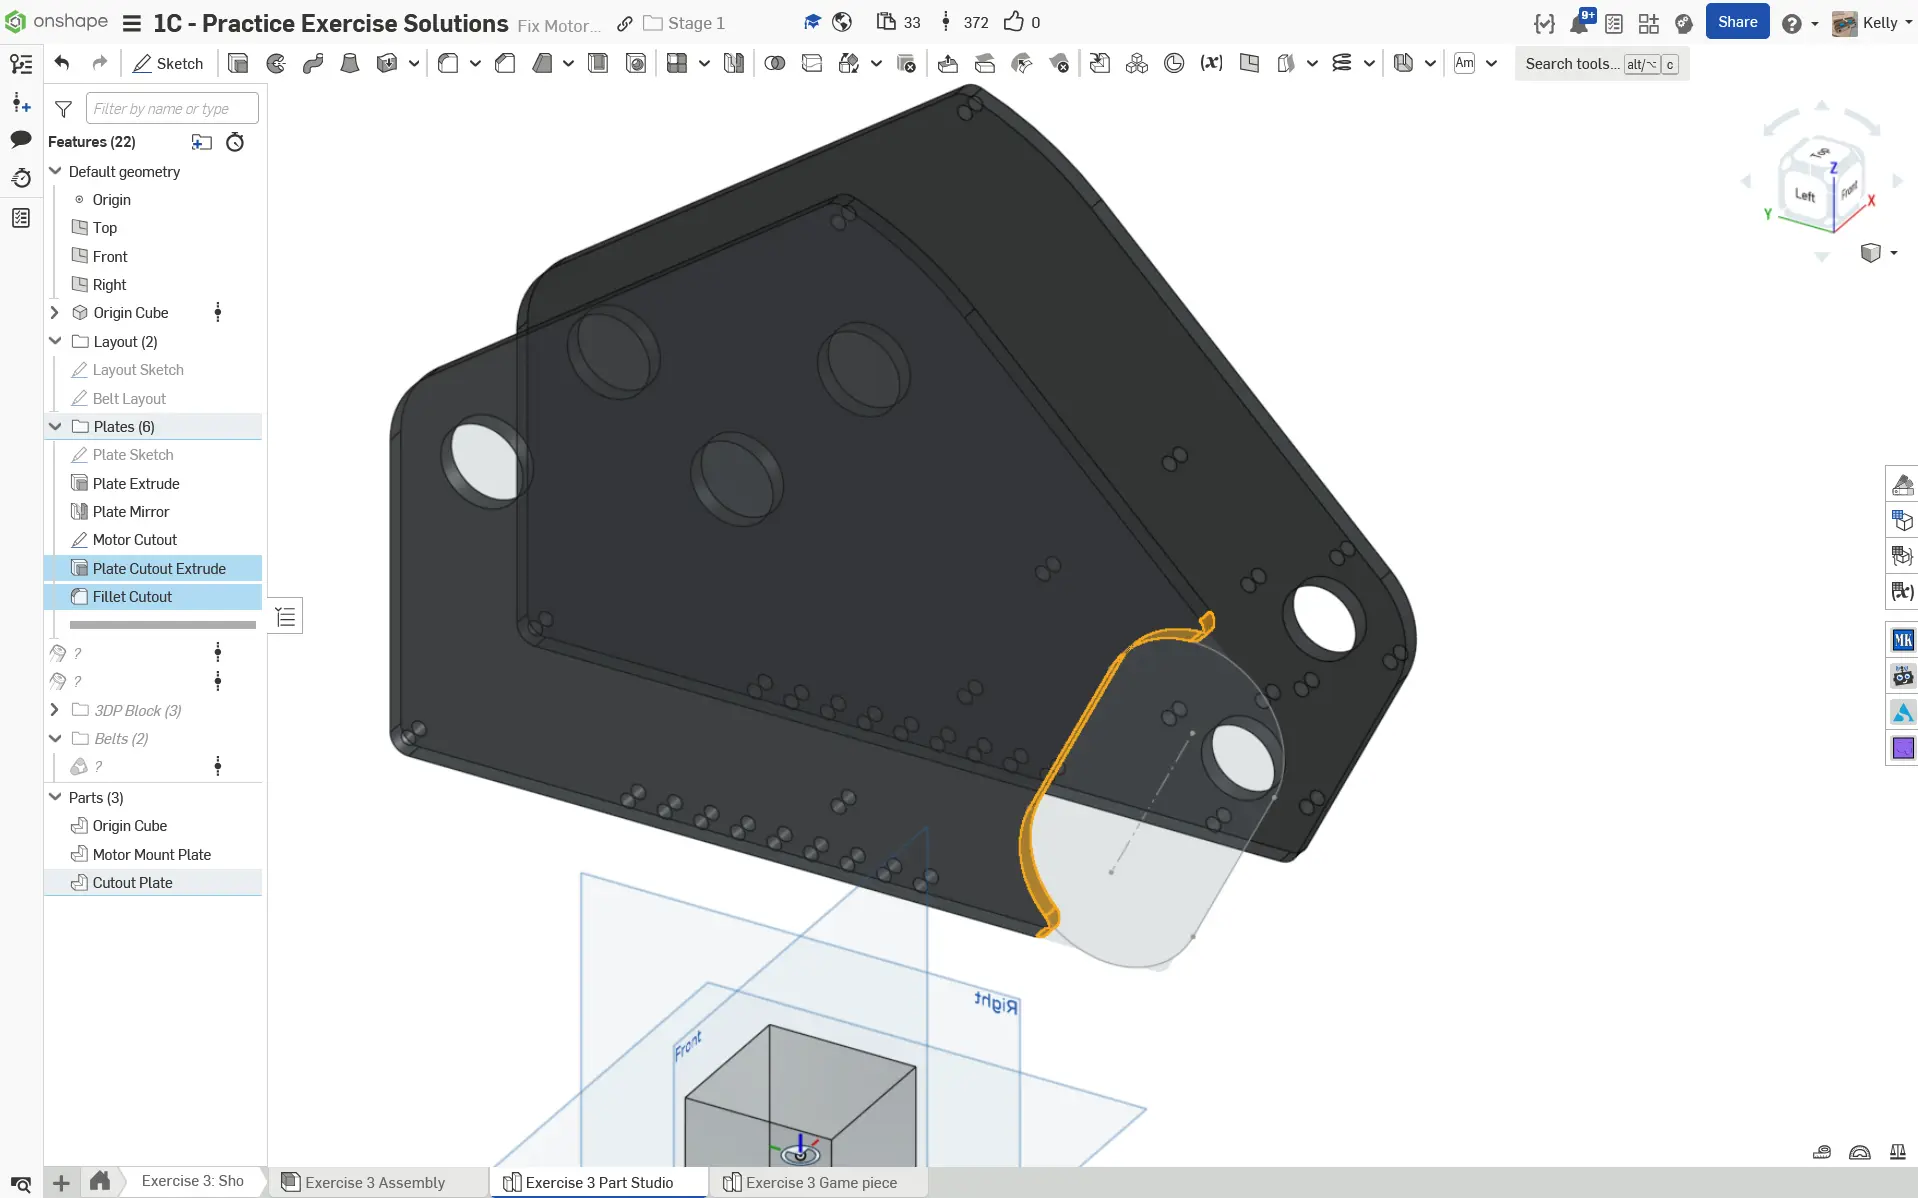 onshape
1C - Practice Exercise Solutions
Fix Motor...
Stage 1
33
372
0
9+
Share
Kelly
Sketch
Am
Search tools... alt/⌥ c
Filter by name or type
Features (22)
Default geometry
Origin
Top
Front
Right
Origin Cube
Layout (2)
Layout Sketch
Belt Layout
Plates (6)
Plate Sketch
Plate Extrude
Plate Mirror
Motor Cutout
Plate Cutout Extrude
Fillet Cutout
?
?
3DP Block (3)
Belts (2)
?
Parts (3)
Origin Cube
Motor Mount Plate
Cutout Plate
Top
Left
Front
Z
Y
X
MK
Right
Front
Exercise 3: Sho
Exercise 3 Assembly
Exercise 3 Part Studio
Exercise 3 Game piece